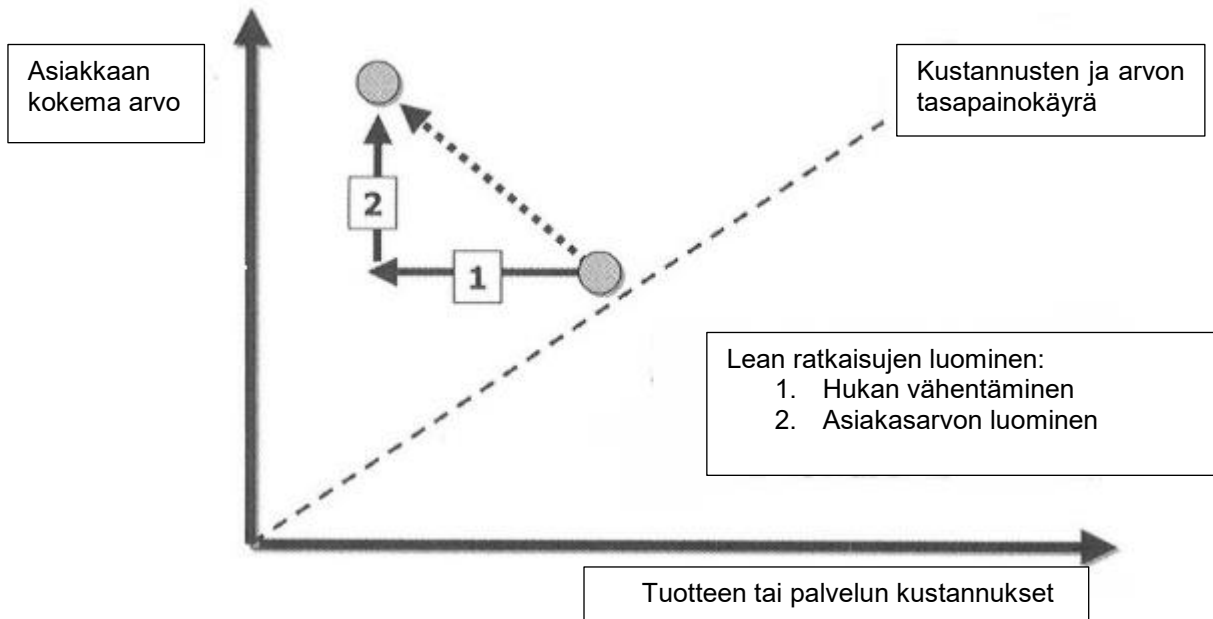 Asiakkaan
kokema arvo
Kustannusten ja arvon
tasapainokäyrä
2
1
Lean ratkaisujen luominen:
1. Hukan vähentäminen
2. Asiakasarvon luominen
Tuotteen tai palvelun kustannukset